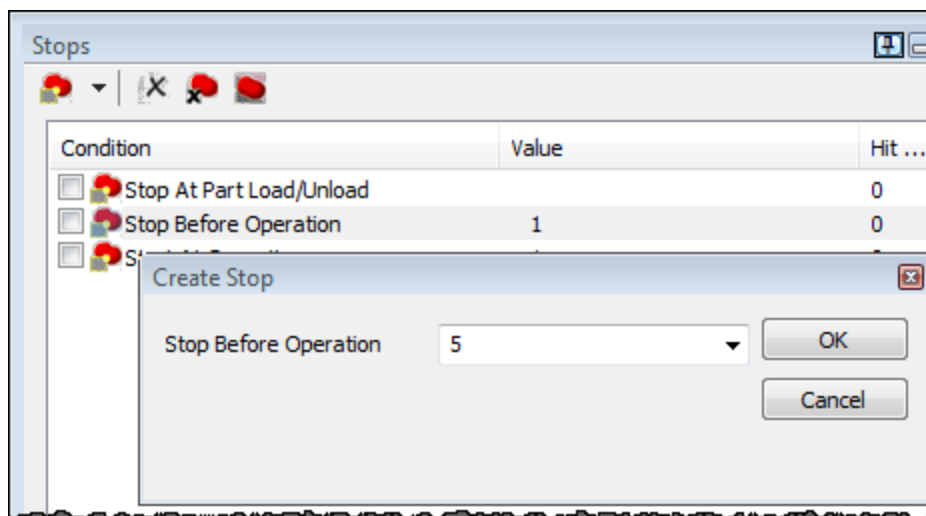 Stops
Condition Value Hit ...
Stop At Part Load/Unload 0
Stop Before Operation 1 0
Create Stop
Stop Before Operation 5 OK
Cancel